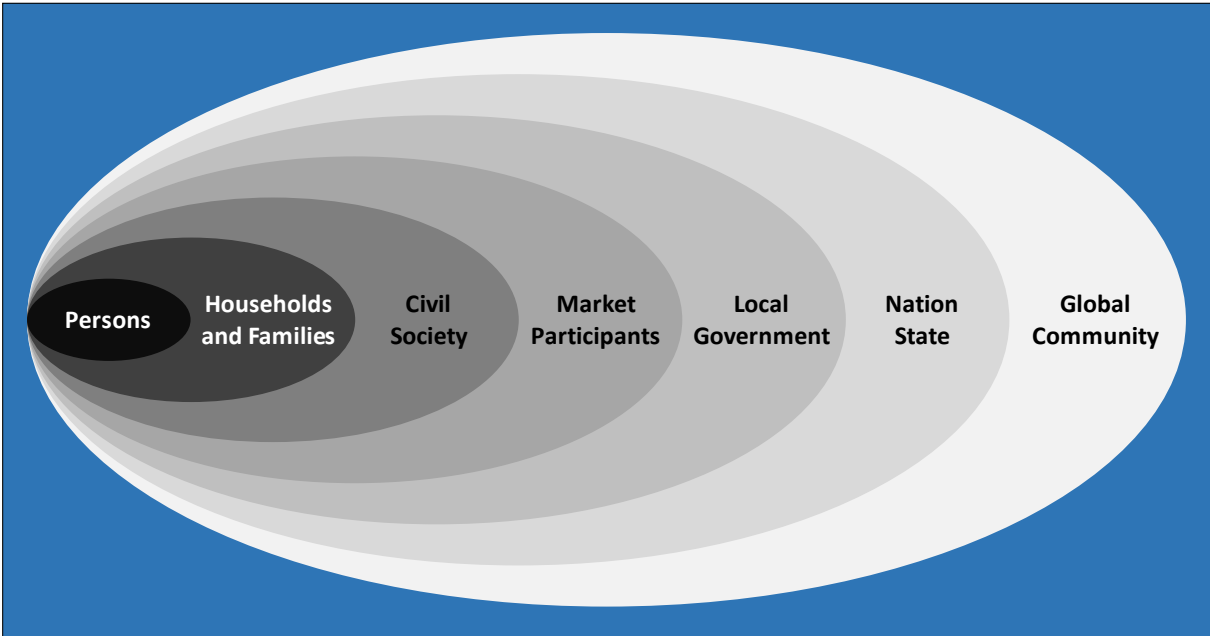 Persons
Households
and Families
Civil
Society
Market
Participants
Local
Government
Nation
State
Global
Community